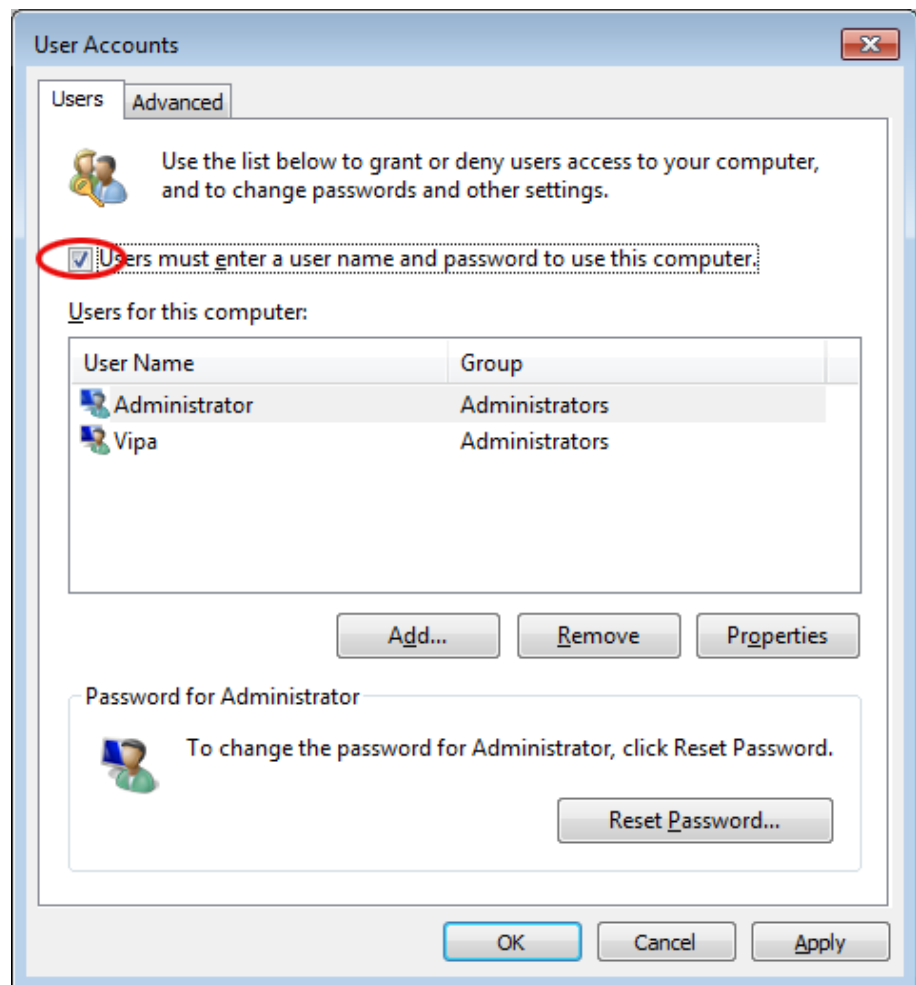 User Accounts
Users
Advanced
Use the list below to grant or deny users access to your computer,
and to change passwords and other settings.
Users must enter a user name and password to use this computer.
Users for this computer:
User Name Group
Administrator Administrators
Vipa Administrators
Add... Remove Properties
Password for Administrator
To change the password for Administrator, click Reset Password.
Reset Password...
OK Cancel Apply